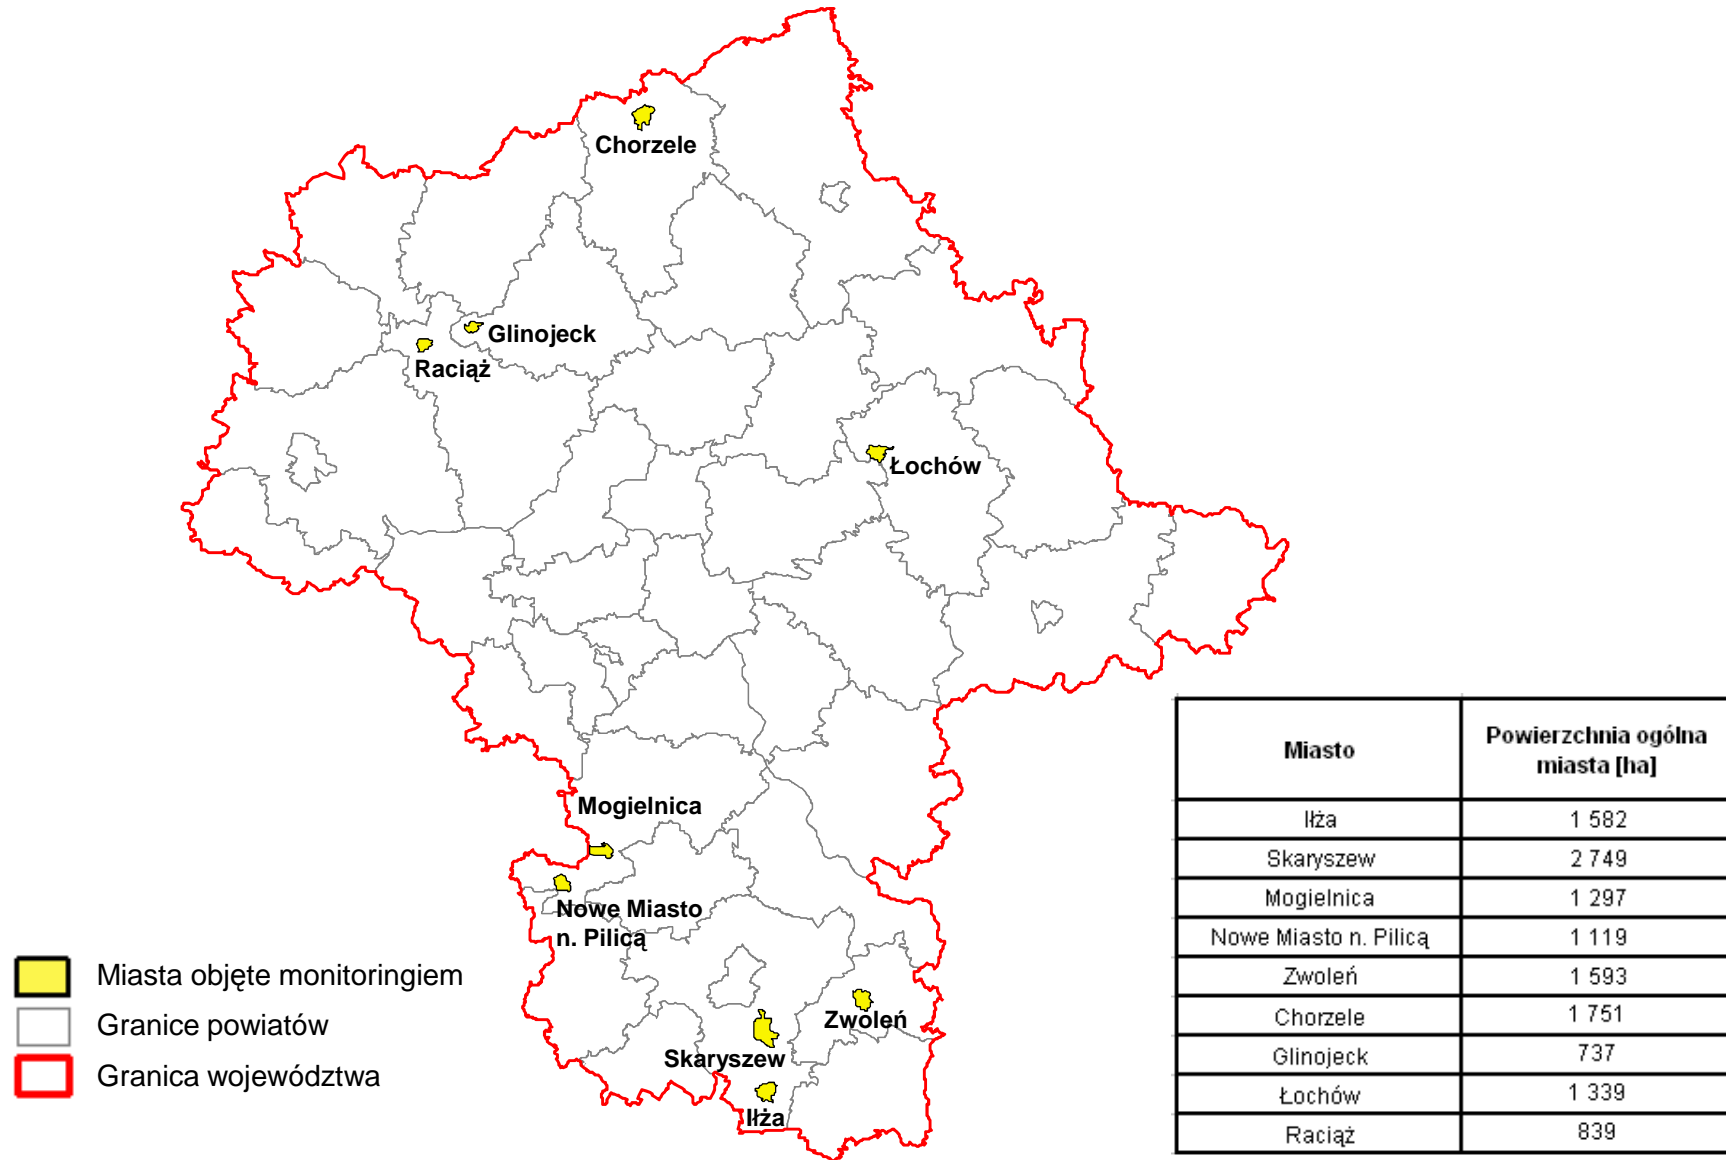 Chorzele
Glinojeck
Raciąż
Łochów
Mogielnica
Nowe Miasto
n. Pilicą
Zwoleń
Skaryszew
Iłża
Miasta objęte monitoringiem
Granice powiatów
Granica województwa
Miasto Powierzchnia ogólna
miasta [ha]
Iłża 1 582
Skaryszew 2 749
Mogielnica 1 297
Nowe Miasto n. Pilicą 1 119
Zwoleń 1 593
Chorzele 1 751
Glinojeck 737
Łochów 1 339
Raciąż 839